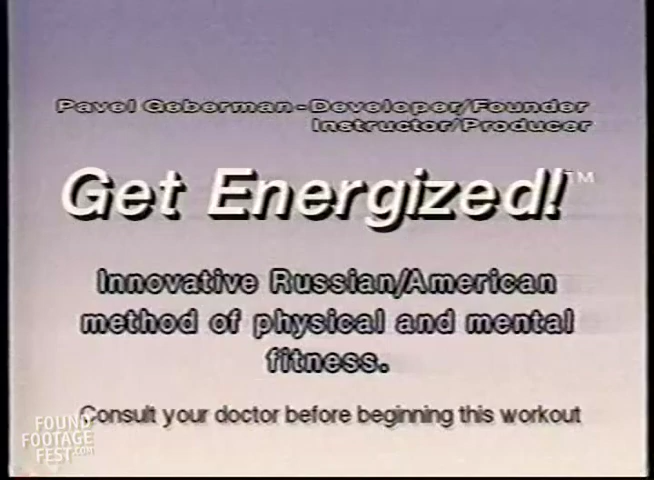 Pavel Geberman-Developer/Founder
Instructor/Producer
Get Energized!™
Innovative Russian/American
method of physical and mental
fitness.
Consult your doctor before beginning this workout
FOUND
FOOTAGE
FEST.COM